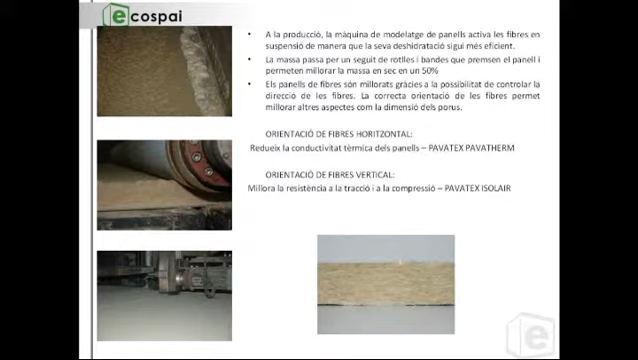 ecospai
• A la producció, la màquina de modelatge de panells activa les fibres en
suspensió de manera que la seva deshidratació sigui més eficient.
• La massa passa per un seguit de rotlles i bandes que premsen el panell i
permeten millorar la massa en sec en un 50%
• Els panells de fibres són millorats gràcies a la possibilitat de controlar la
direcció de les fibres. La correcta orientació de les fibres permet
millorar altres aspectes com la dimensió dels porus.
ORIENTACIÓ DE FIBRES HORITZONTAL:
Redueix la conductivitat tèrmica dels panells – PAVATEX PAVATHERM
ORIENTACIÓ DE FIBRES VERTICAL:
Millora la resistència a la tracció i a la compressió – PAVATEX ISOLAIR
e